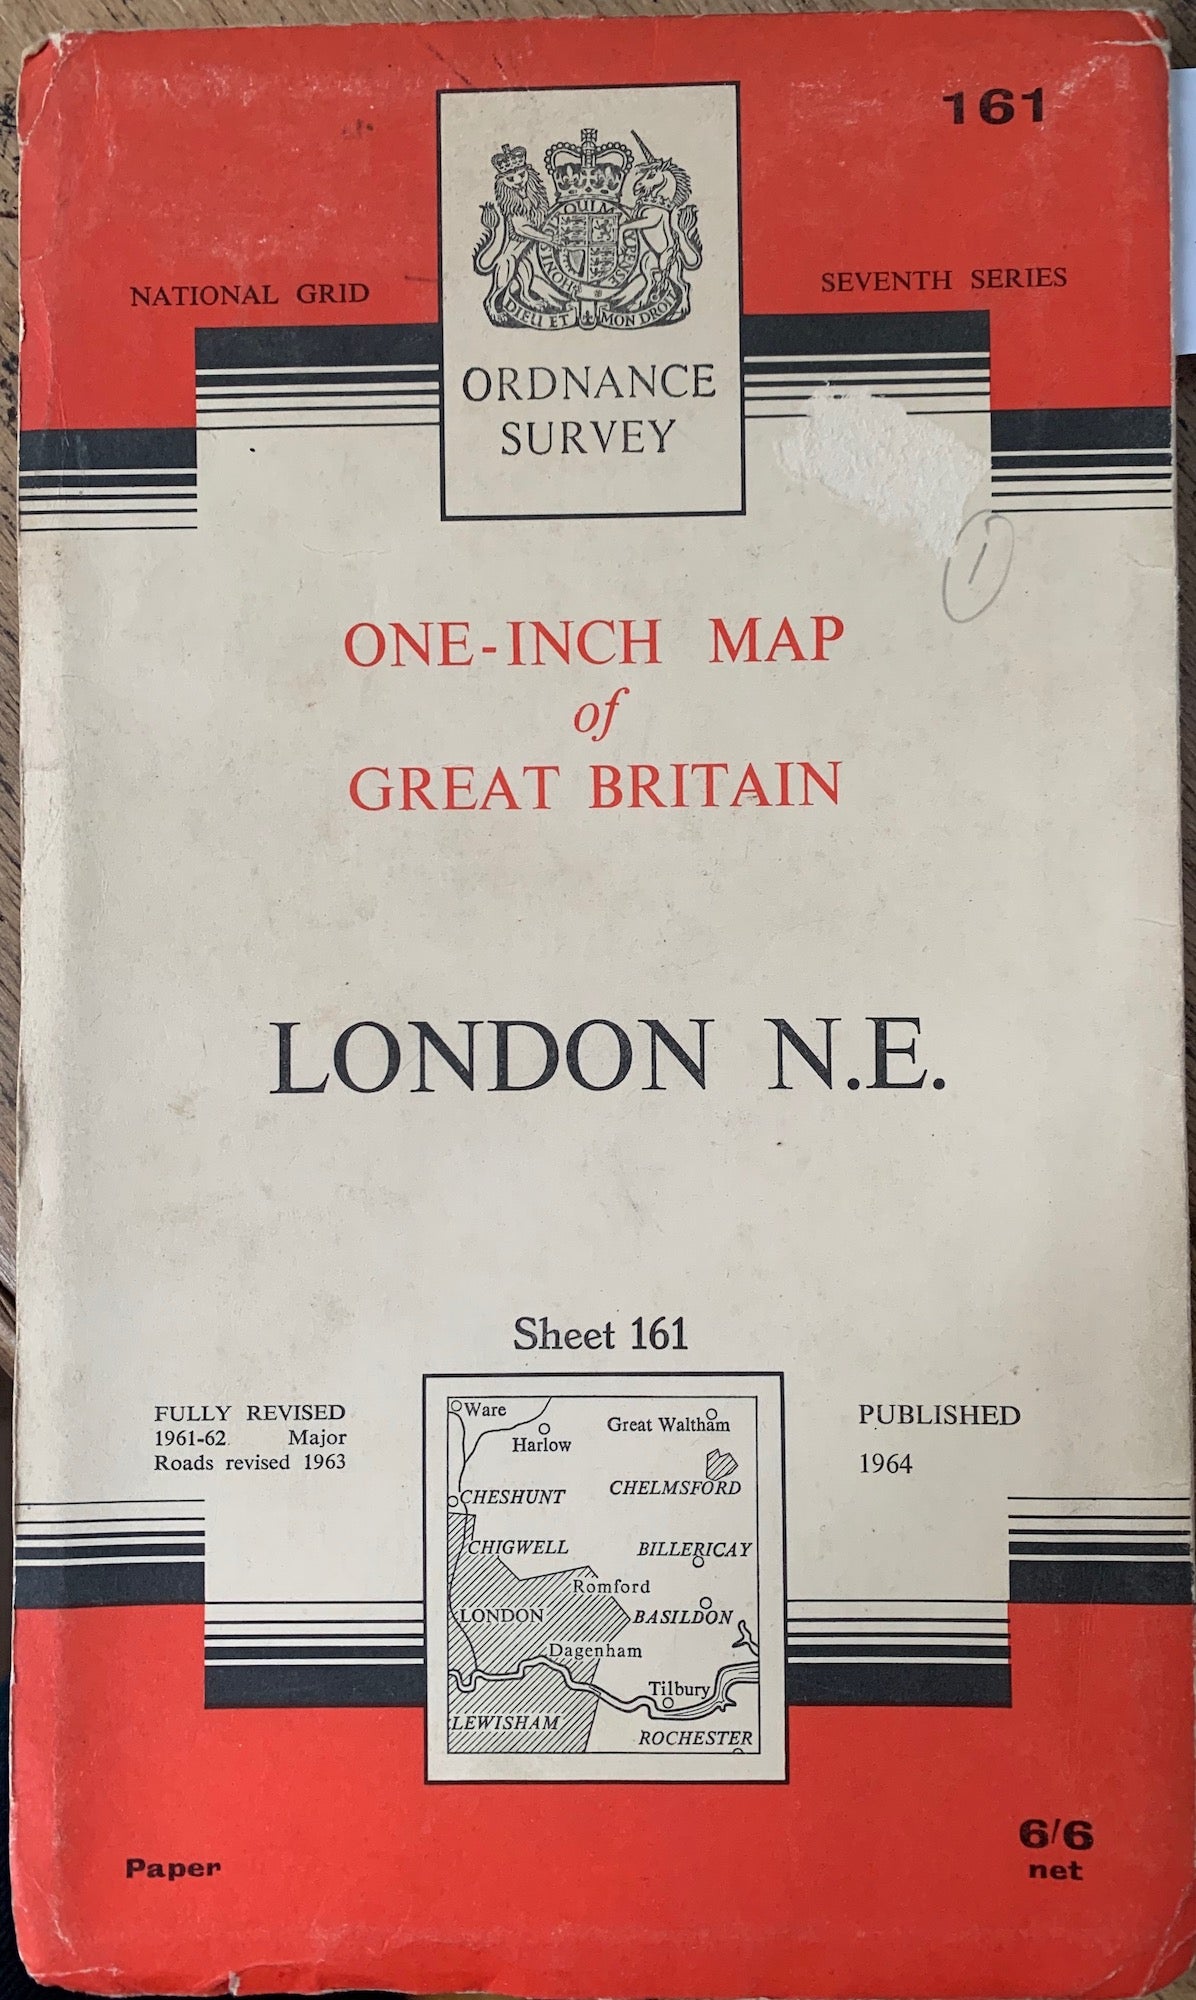 161
NATIONAL GRID
SEVENTH SERIES
DIEU ET MON DROIT
ORDNANCE
SURVEY
1
ONE-INCH MAP
of
GREAT BRITAIN
LONDON N.E.
Sheet 161
FULLY REVISED
1961-62 Major
Roads revised 1963
PUBLISHED
1964
Ware
Great Waltham
Harlow
CHELMSFORD
CHESHUNT
CHIGWELL
BILLERICAY
Romford
LONDON
BASILDON
Dagenham
Tilbury
LEWISHAM
ROCHESTER
Paper
6/6
net